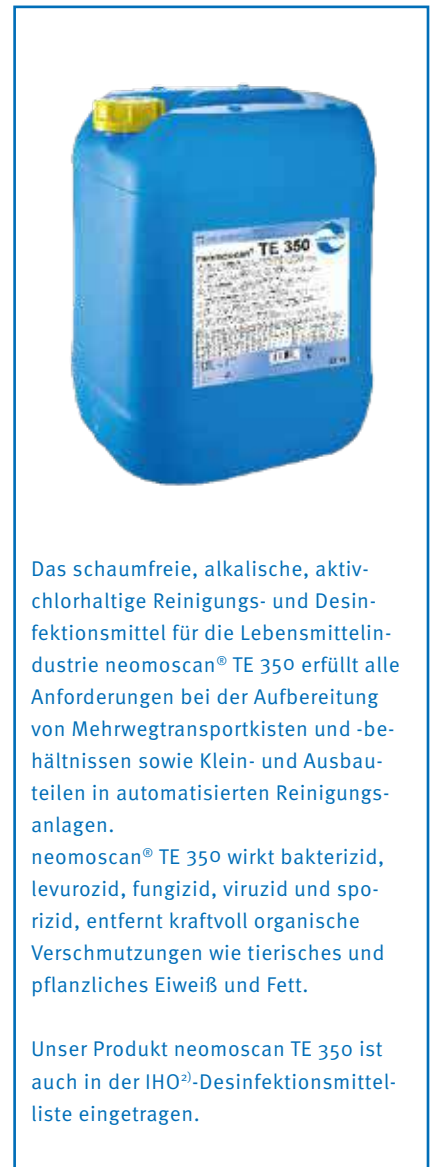 neomoscan® TE 350
Das schaumfreie, alkalische, aktiv-
chlorhaltige Reinigungs- und Desin-
fektionsmittel für die Lebensmittelin-
dustrie neomoscan® TE 350 erfüllt alle
Anforderungen bei der Aufbereitung
von Mehrwegtransportkisten und -be-
hältnissen sowie Klein- und Ausbau-
teilen in automatisierten Reinigungs-
anlagen.
neomoscan® TE 350 wirkt bakterizid,
levurozid, fungizid, viruzid und spo-
rizid, entfernt kraftvoll organische
Verschmutzungen wie tierisches und
pflanzliches Eiweiß und Fett.
Unser Produkt neomoscan TE 350 ist
auch in der IHO²⁾-Desinfektionsmittel-
liste eingetragen.